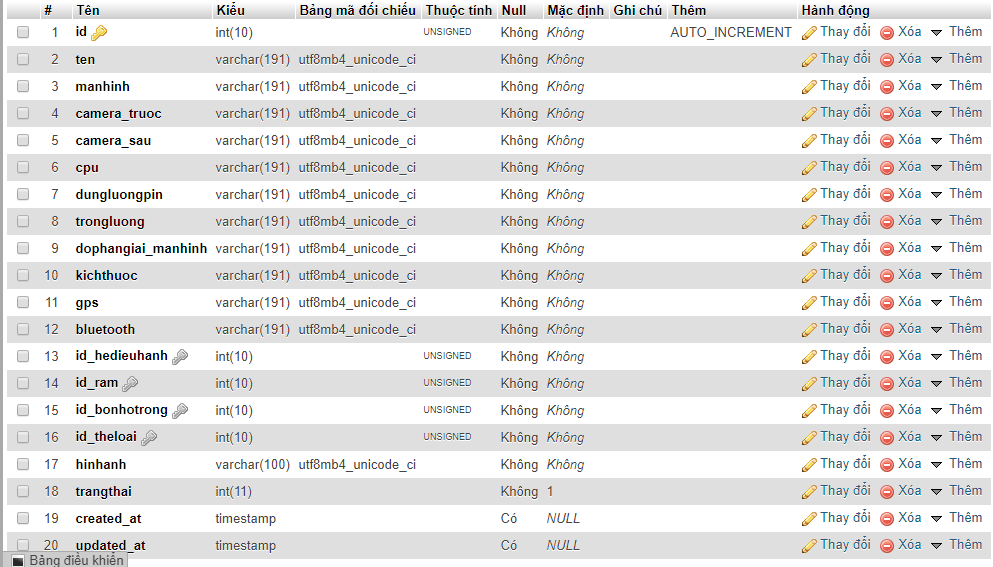 # Tên Kiểu Bảng mã đối chiếu Thuộc tính Null Mặc định Ghi chú Thêm Hành động
1 id int(10) UNSIGNED Không Không AUTO_INCREMENT Thay đổi Xóa Thêm
2 ten varchar(191) utf8mb4_unicode_ci Không Không Thay đổi Xóa Thêm
3 manhinh varchar(191) utf8mb4_unicode_ci Không Không Thay đổi Xóa Thêm
4 camera_truoc varchar(191) utf8mb4_unicode_ci Không Không Thay đổi Xóa Thêm
5 camera_sau varchar(191) utf8mb4_unicode_ci Không Không Thay đổi Xóa Thêm
6 cpu varchar(191) utf8mb4_unicode_ci Không Không Thay đổi Xóa Thêm
7 dungluongpin varchar(191) utf8mb4_unicode_ci Không Không Thay đổi Xóa Thêm
8 trongluong varchar(191) utf8mb4_unicode_ci Không Không Thay đổi Xóa Thêm
9 dophangiai_manhinh varchar(191) utf8mb4_unicode_ci Không Không Thay đổi Xóa Thêm
10 kichthuoc varchar(191) utf8mb4_unicode_ci Không Không Thay đổi Xóa Thêm
11 gps varchar(191) utf8mb4_unicode_ci Không Không Thay đổi Xóa Thêm
12 bluetooth varchar(191) utf8mb4_unicode_ci Không Không Thay đổi Xóa Thêm
13 id_hedieuhanh int(10) UNSIGNED Không Không Thay đổi Xóa Thêm
14 id_ram int(10) UNSIGNED Không Không Thay đổi Xóa Thêm
15 id_bonhotrong int(10) UNSIGNED Không Không Thay đổi Xóa Thêm
16 id_theloai int(10) UNSIGNED Không Không Thay đổi Xóa Thêm
17 hinhanh varchar(100) utf8mb4_unicode_ci Không Không Thay đổi Xóa Thêm
18 trangthai int(11) Không 1 Thay đổi Xóa Thêm
19 created_at timestamp Có NULL Thay đổi Xóa Thêm
20 updated_at timestamp Có NULL Thay đổi Xóa Thêm
Bảng điều khiển